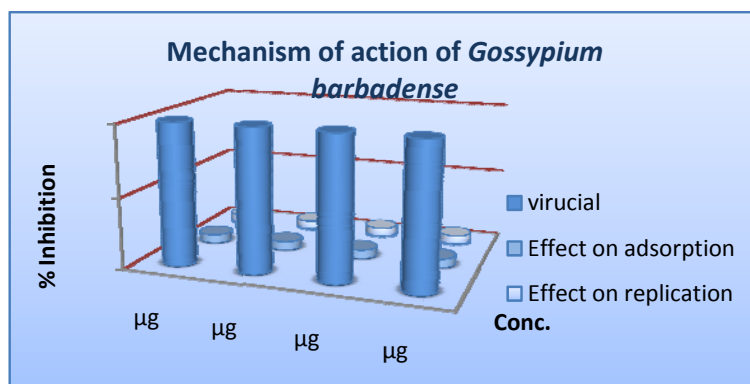 Mechanism of action of Gossypium
barbadense
% Inhibition
virucial
Effect on adsorption
Effect on replication
Conc.
µg
µg
µg
µg